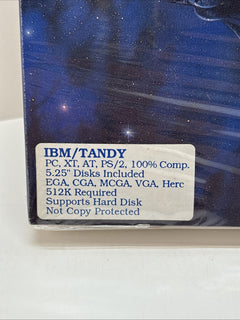 IBM/TANDY
PC, XT, AT, PS/2, 100% Comp.
5.25" Disks Included
EGA, CGA, MCGA, VGA, Herc
512K Required
Supports Hard Disk
Not Copy Protected